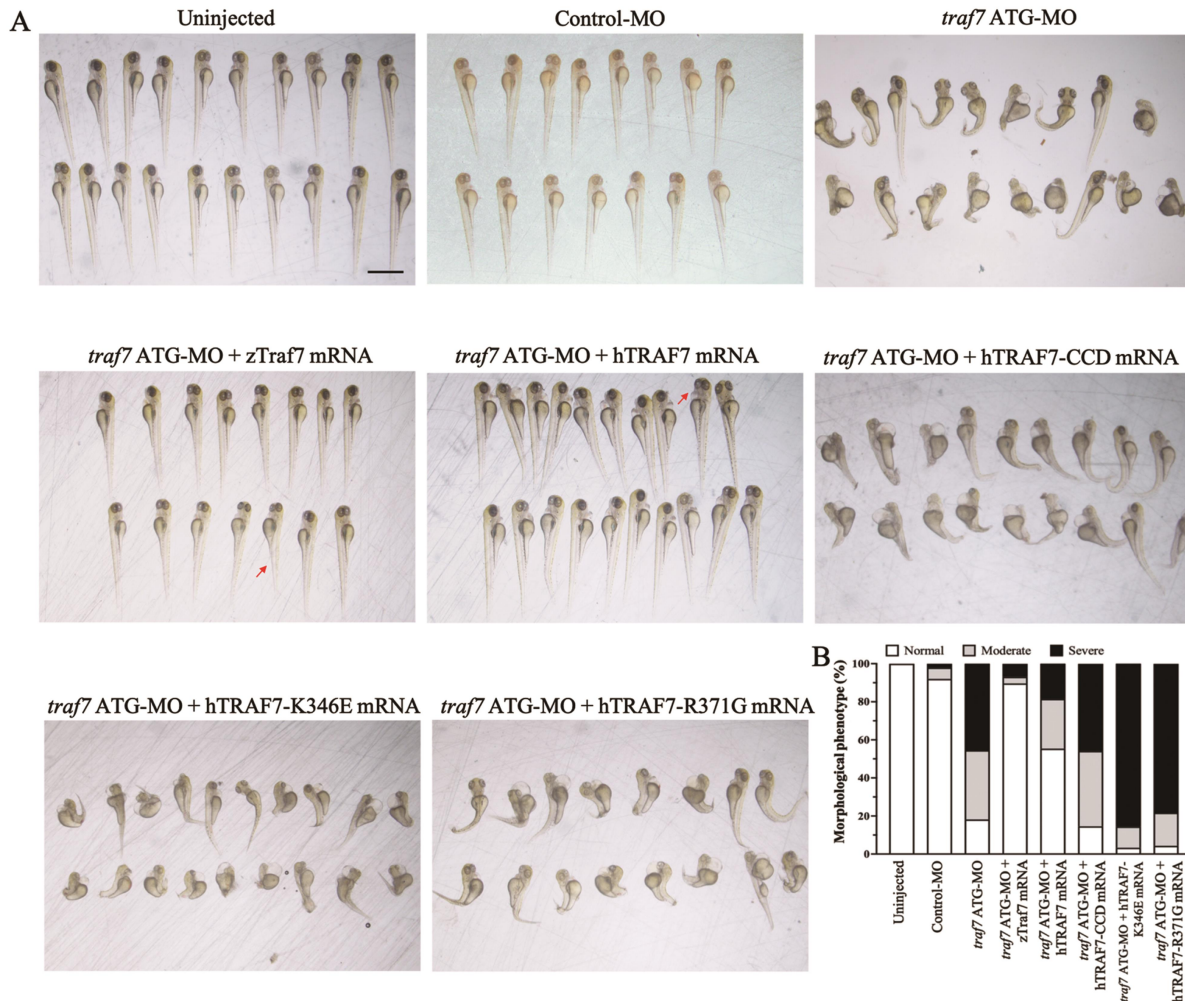 A
Uninjected
Control-MO
traf7 ATG-MO
traf7 ATG-MO + zTraf7 mRNA
traf7 ATG-MO + hTRAF7 mRNA
traf7 ATG-MO + hTRAF7-CCD mRNA
traf7 ATG-MO + hTRAF7-K346E mRNA
traf7 ATG-MO + hTRAF7-R371G mRNA
B
Normal
Moderate
Severe
Morphological phenotype (%)
100
80
60
40
20
0
Uninjected
Control-MO
traf7 ATG-MO
traf7 ATG-MO +
zTraf7 mRNA
traf7 ATG-MO +
hTRAF7 mRNA
traf7 ATG-MO +
hTRAF7-CCD mRNA
traf7 ATG-MO + hTRAF7-
K346E mRNA
traf7 ATG-MO +
hTRAF7-R371G mRNA